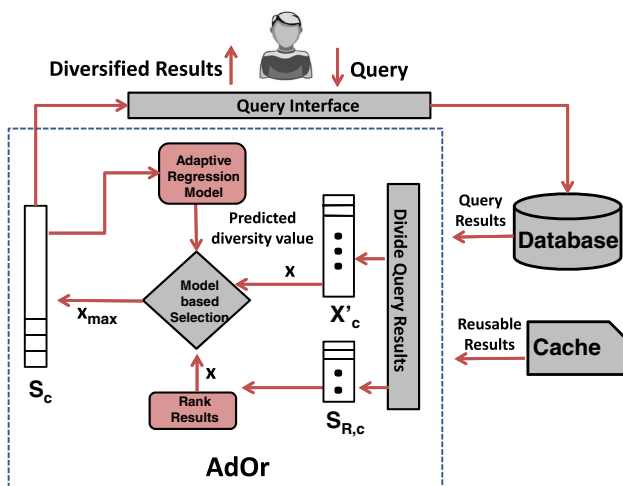 Diversified Results
Query
Query Interface
Adaptive
Regression
Model
Predicted
diversity value
Query
Results
Database
Divide Query Results
x
Model
based
Selection
xmax
X'c
Reusable
Results
Cache
x
Sc
Rank
Results
SR,c
AdOr